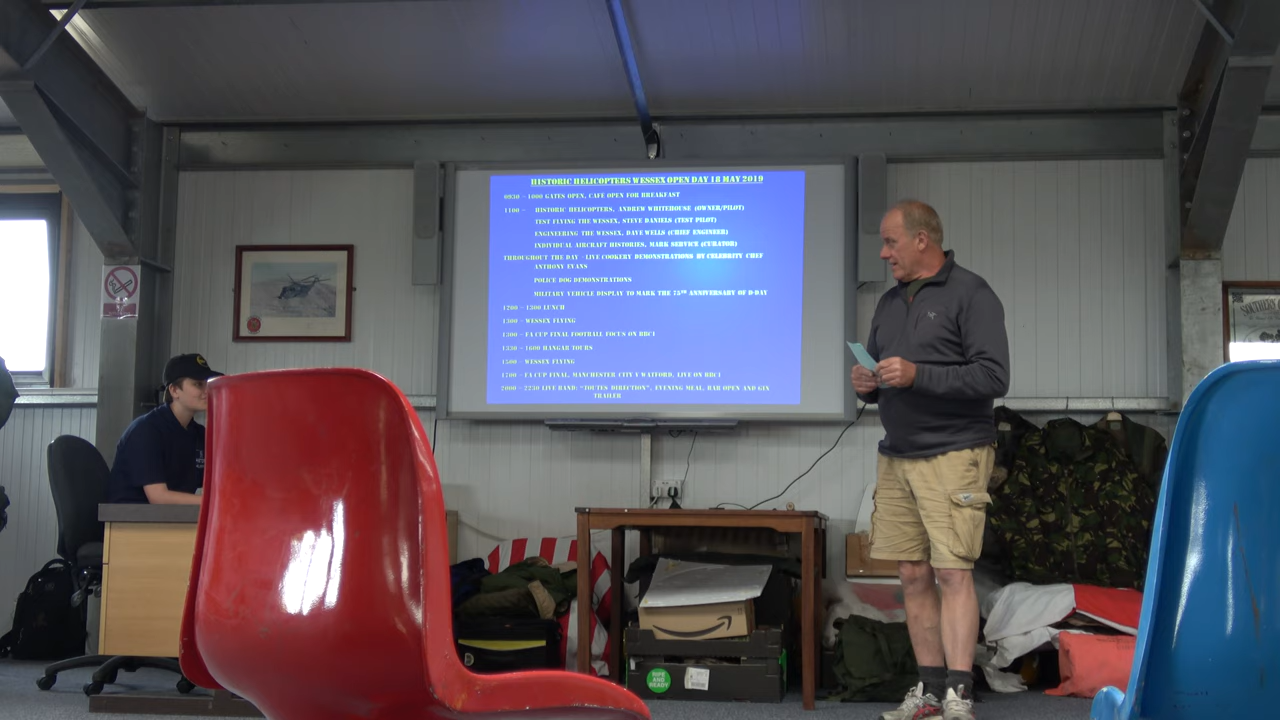 HISTORIC HELICOPTERS WESSEX OPEN DAY 18 MAY 2019
0930 - 1000 GATES OPEN, CAFE OPEN FOR BREAKFAST
1100 - HISTORIC HELICOPTERS, ANDREW WHITEHOUSE (OWNER/PILOT)
TEST FLYING THE WESSEX, STEVE DANIELS (TEST PILOT)
ENGINEERING THE WESSEX, DAVE WELLS (CHIEF ENGINEER)
INDIVIDUAL AIRCRAFT HISTORIES, MARK SERVICE (CURATOR)
THROUGHOUT THE DAY - LIVE COOKERY DEMONSTRATIONS BY CELEBRITY CHEF
ANTHONY EVANS
POLICE DOG DEMONSTRATIONS
MILITARY VEHICLE DISPLAY TO MARK THE 75TH ANNIVERSARY OF D-DAY
1200 - 1300 LUNCH
1300 - WESSEX FLYING
1300 - FA CUP FINAL FOOTBALL FOCUS ON BBC1
1330 - 1600 HANGAR TOURS
1500 - WESSEX FLYING
1700 - FA CUP FINAL, MANCHESTER CITY V WATFORD, LIVE ON BBC1
2000 - 2230 LIVE BAND: "TOUTES DIRECTION", EVENING MEAL, BAR OPEN AND GIN
TRAILER
SOUTHERN
RIPE
AND
READY